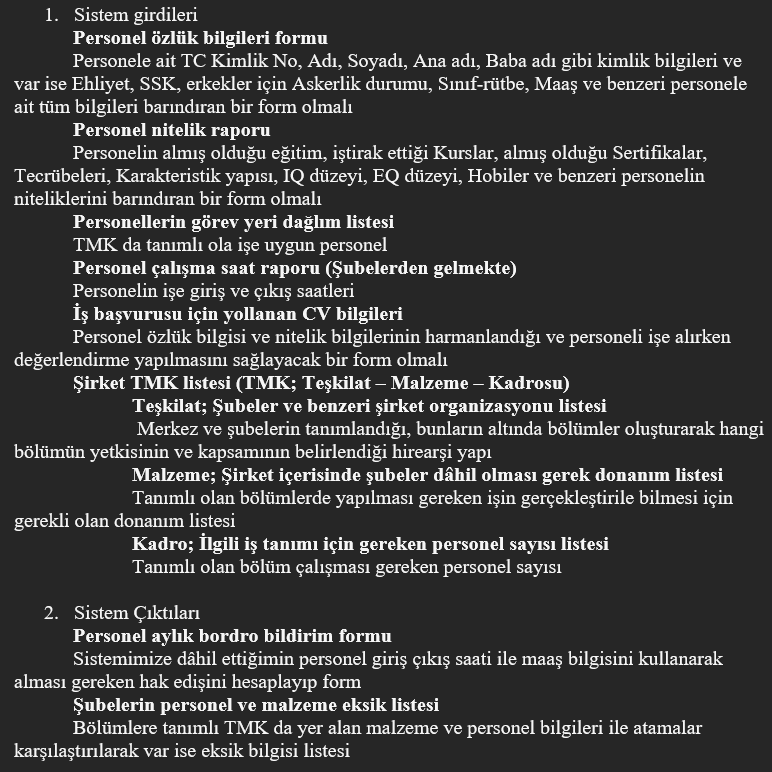 1. Sistem girdileri
Personel özlük bilgileri formu
Personele ait TC Kimlik No, Adı, Soyadı, Ana adı, Baba adı gibi kimlik bilgileri ve
var ise Ehliyet, SSK, erkekler için Askerlik durumu, Sınıf-rütbe, Maaş ve benzeri personele
ait tüm bilgileri barındıran bir form olmalı
Personel nitelik raporu
Personelin almış olduğu eğitim, iştirak ettiği Kurslar, almış olduğu Sertifikalar,
Tecrübeleri, Karakteristik yapısı, IQ düzeyi, EQ düzeyi, Hobiler ve benzeri personelin
niteliklerini barındıran bir form olmalı
Personellerin görev yeri dağlım listesi
TMK da tanımlı ola işe uygun personel
Personel çalışma saat raporu (Şubelerden gelmekte)
Personelin işe giriş ve çıkış saatleri
İş başvurusu için yollanan CV bilgileri
Personel özlük bilgisi ve nitelik bilgilerinin harmanlandığı ve personeli işe alırken
değerlendirme yapılmasını sağlayacak bir form olmalı
Şirket TMK listesi (TMK; Teşkilat – Malzeme – Kadrosu)
Teşkilat; Şubeler ve benzeri şirket organizasyonu listesi
Merkez ve şubelerin tanımlandığı, bunların altında bölümler oluşturarak hangi
bölümün yetkisinin ve kapsamının belirlendiği hirearşi yapı
Malzeme; Şirket içerisinde şubeler dâhil olması gerek donanım listesi
Tanımlı olan bölümlerde yapılması gereken işin gerçekleştirile bilmesi için
gerekli olan donanım listesi
Kadro; İlgili iş tanımı için gereken personel sayısı listesi
Tanımlı olan bölüm çalışması gereken personel sayısı
2. Sistem Çıktıları
Personel aylık bordro bildirim formu
Sistemimize dâhil ettiğimin personel giriş çıkış saati ile maaş bilgisini kullanarak
alması gereken hak edişini hesaplayıp form
Şubelerin personel ve malzeme eksik listesi
Bölümlere tanımlı TMK da yer alan malzeme ve personel bilgileri ile atamalar
karşılaştırılarak var ise eksik bilgisi listesi